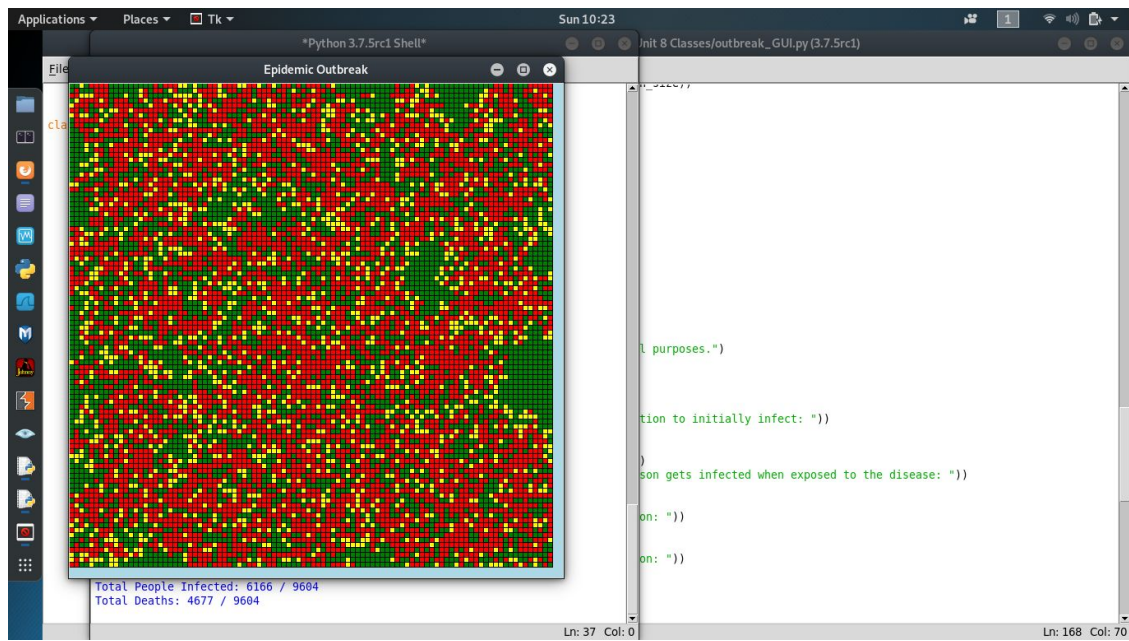 Applications Places Tk Sun 10:23 1
*Python 3.7.5rc1 Shell*
Unit 8 Classes/outbreak_GUI.py (3.7.5rc1)
File
Epidemic Outbreak
cla
l purposes.")
tion to initially infect: "))
)
son gets infected when exposed to the disease: "))
on: "))
on: "))
Total People Infected: 6166 / 9604
Total Deaths: 4677 / 9604
Ln: 37 Col: 0
Ln: 168 Col: 70